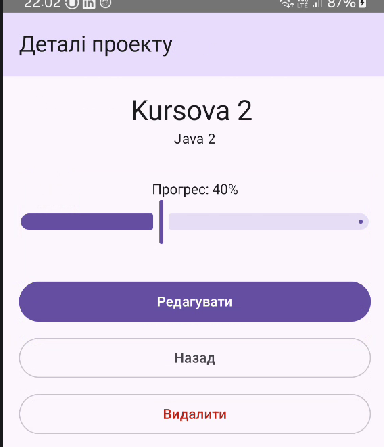 22:02 87%
Деталі проекту
Kursova 2
Java 2
Прогрес: 40%
Редагувати
Назад
Видалити